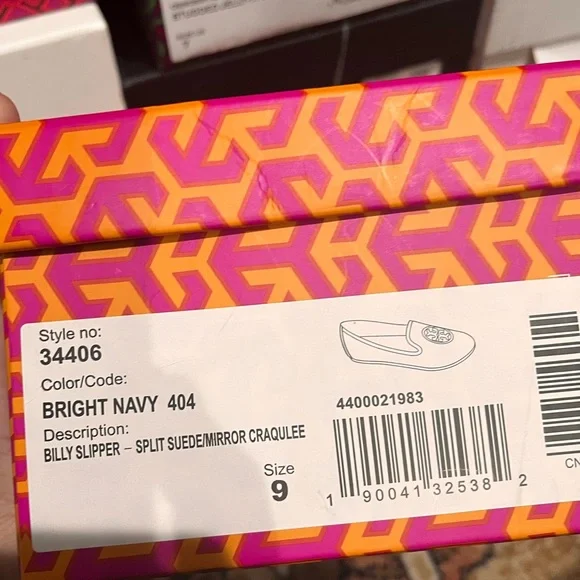 Style no:
34406
Color/Code:
BRIGHT NAVY 404
Description:
BILLY SLIPPER – SPLIT SUEDE/MIRROR CRAQULEE
Size
9
4400021983
1 90041 32538 2
CN